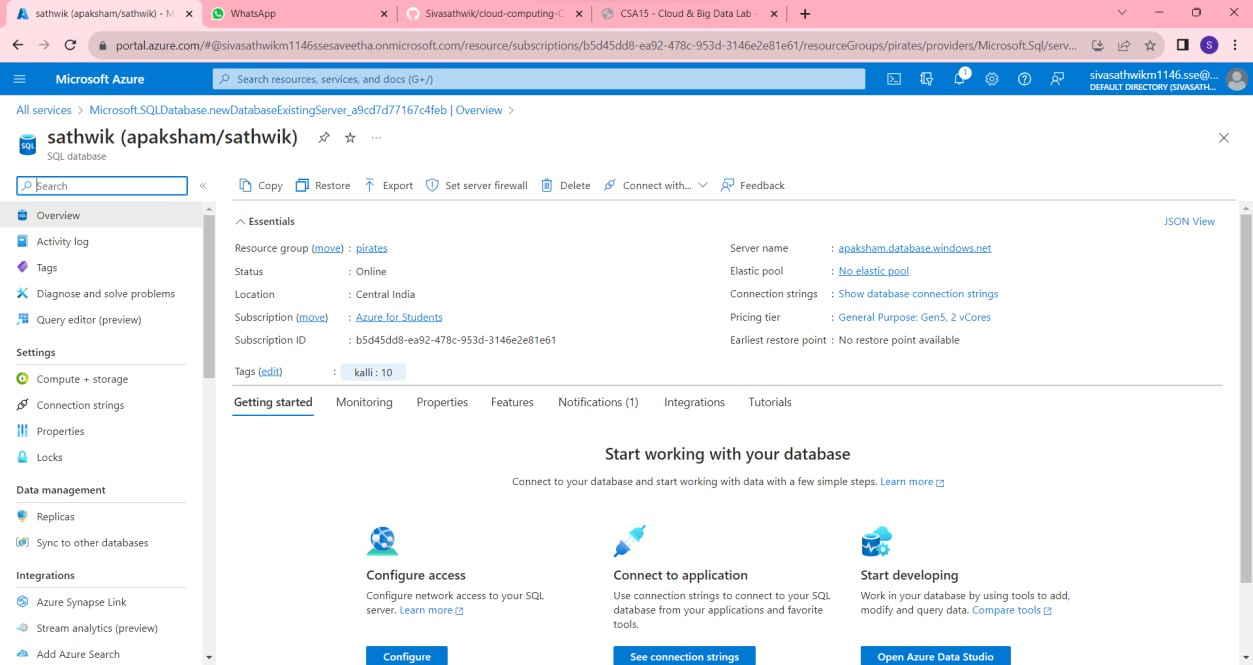 sathwik (apaksham/sathwik) - M
WhatsApp
Sivasathwik/cloud-computing-C
CSA15 - Cloud & Big Data Lab -
portal.azure.com/#@sivasathwikm1146ssesaveetha.onmicrosoft.com/resource/subscriptions/b5d45dd8-ea92-478c-953d-3146e2e81e61/resourceGroups/pirates/providers/Microsoft.Sql/serv...
S
Microsoft Azure
Search resources, services, and docs (G+/)
1
sivasathwikm1146.sse@...
DEFAULT DIRECTORY (SIVASATH...
All services > Microsoft.SQLDatabase.newDatabaseExistingServer_a9cd7d77167c4feb | Overview >
SQL
sathwik (apaksham/sathwik)
SQL database
Search
Copy Restore Export Set server firewall Delete Connect with... Feedback
Overview
Activity log
Tags
Diagnose and solve problems
Query editor (preview)
Settings
Compute + storage
Connection strings
Properties
Locks
Data management
Replicas
Sync to other databases
Integrations
Azure Synapse Link
Stream analytics (preview)
Add Azure Search
Essentials
JSON View
Resource group (move) : pirates
Status : Online
Location : Central India
Subscription (move) : Azure for Students
Subscription ID : b5d45dd8-ea92-478c-953d-3146e2e81e61
Server name : apaksham.database.windows.net
Elastic pool : No elastic pool
Connection strings : Show database connection strings
Pricing tier : General Purpose: Gen5, 2 vCores
Earliest restore point : No restore point available
Tags (edit) : kalli : 10
Getting started Monitoring Properties Features Notifications (1) Integrations Tutorials
Start working with your database
Connect to your database and start working with data with a few simple steps. Learn more
Configure access
Configure network access to your SQL
server. Learn more
Configure
Connect to application
Use connection strings to connect to your SQL
database from your applications and favorite
tools.
See connection strings
Start developing
Work in your database by using tools to add,
modify and query data. Compare tools
Open Azure Data Studio